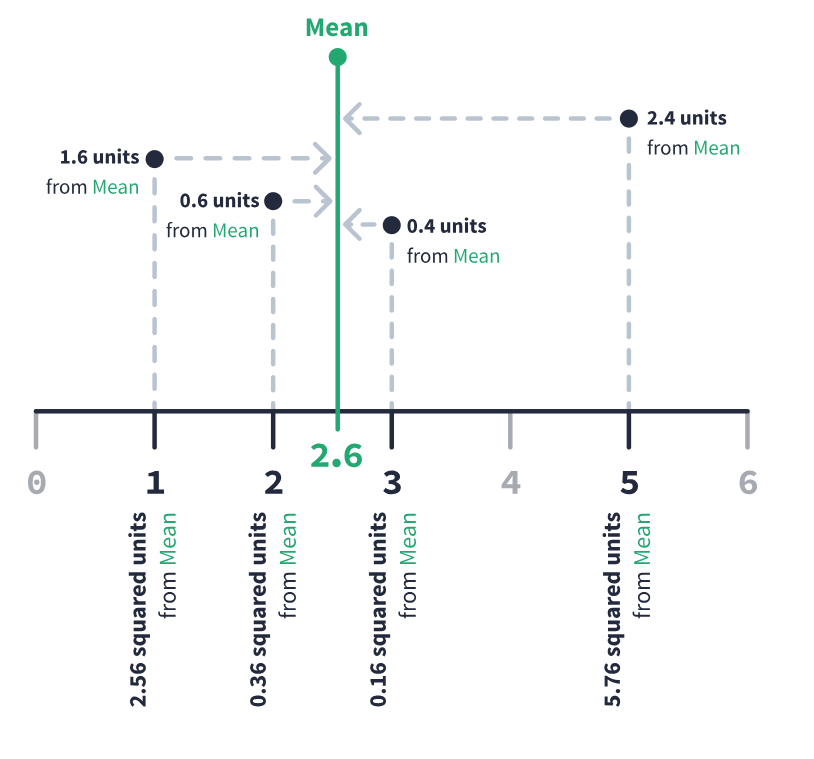 Mean
2.4 units
from Mean
1.6 units
from Mean
0.6 units
from Mean
0.4 units
from Mean
2.6
0 1 2 3 4 5 6
2.56 squared units
from Mean
0.36 squared units
from Mean
0.16 squared units
from Mean
5.76 squared units
from Mean